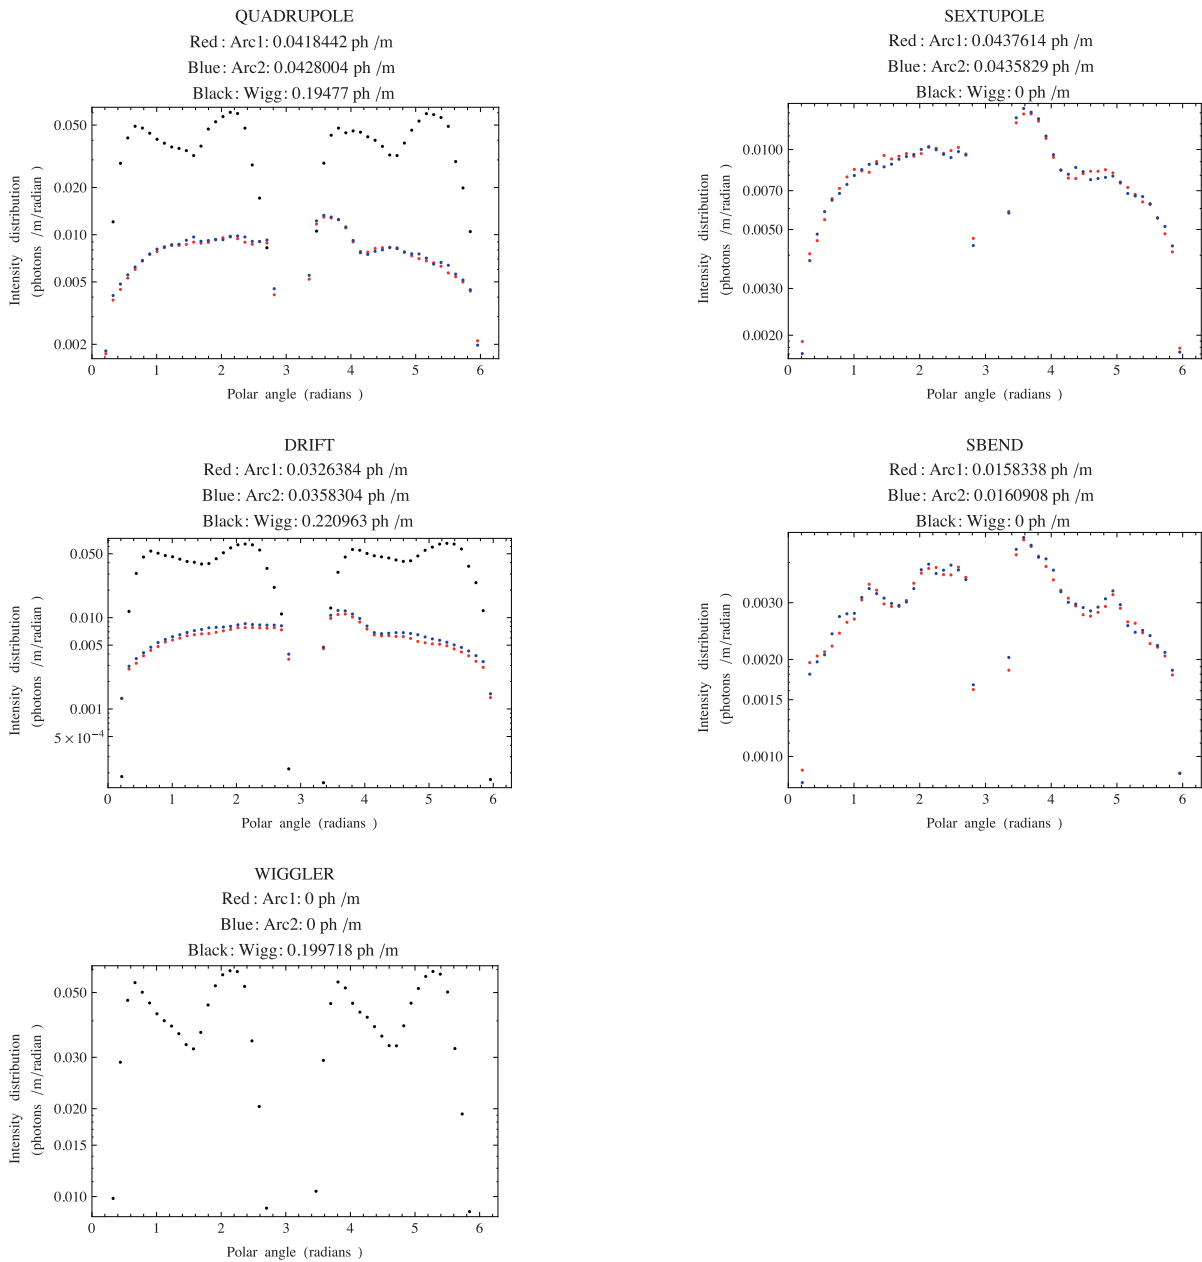 QUADRUPOLE
Red : Arc1: 0.0418442 ph /m
Blue: Arc2: 0.0428004 ph /m
Black: Wigg: 0.19477 ph /m
Intensity distribution
(photons /m/radian )
0.050
0.020
0.010
0.005
0.002
0 1 2 3 4 5 6
Polar angle (radians )
SEXTUPOLE
Red : Arc1: 0.0437614 ph /m
Blue: Arc2: 0.0435829 ph /m
Black: Wigg: 0 ph /m
Intensity distribution
(photons /m/radian )
0.0100
0.0070
0.0050
0.0030
0.0020
0 1 2 3 4 5 6
Polar angle (radians )
DRIFT
Red : Arc1: 0.0326384 ph /m
Blue: Arc2: 0.0358304 ph /m
Black: Wigg: 0.220963 ph /m
Intensity distribution
(photons /m/radian )
0.050
0.010
0.005
0.001
5 × 10⁻⁴
0 1 2 3 4 5 6
Polar angle (radians )
SBEND
Red : Arc1: 0.0158338 ph /m
Blue: Arc2: 0.0160908 ph /m
Black: Wigg: 0 ph /m
Intensity distribution
(photons /m/radian )
0.0030
0.0020
0.0015
0.0010
0 1 2 3 4 5 6
Polar angle (radians )
WIGGLER
Red : Arc1: 0 ph /m
Blue: Arc2: 0 ph /m
Black: Wigg: 0.199718 ph /m
Intensity distribution
(photons /m/radian )
0.050
0.030
0.020
0.015
0.010
0 1 2 3 4 5 6
Polar angle (radians )